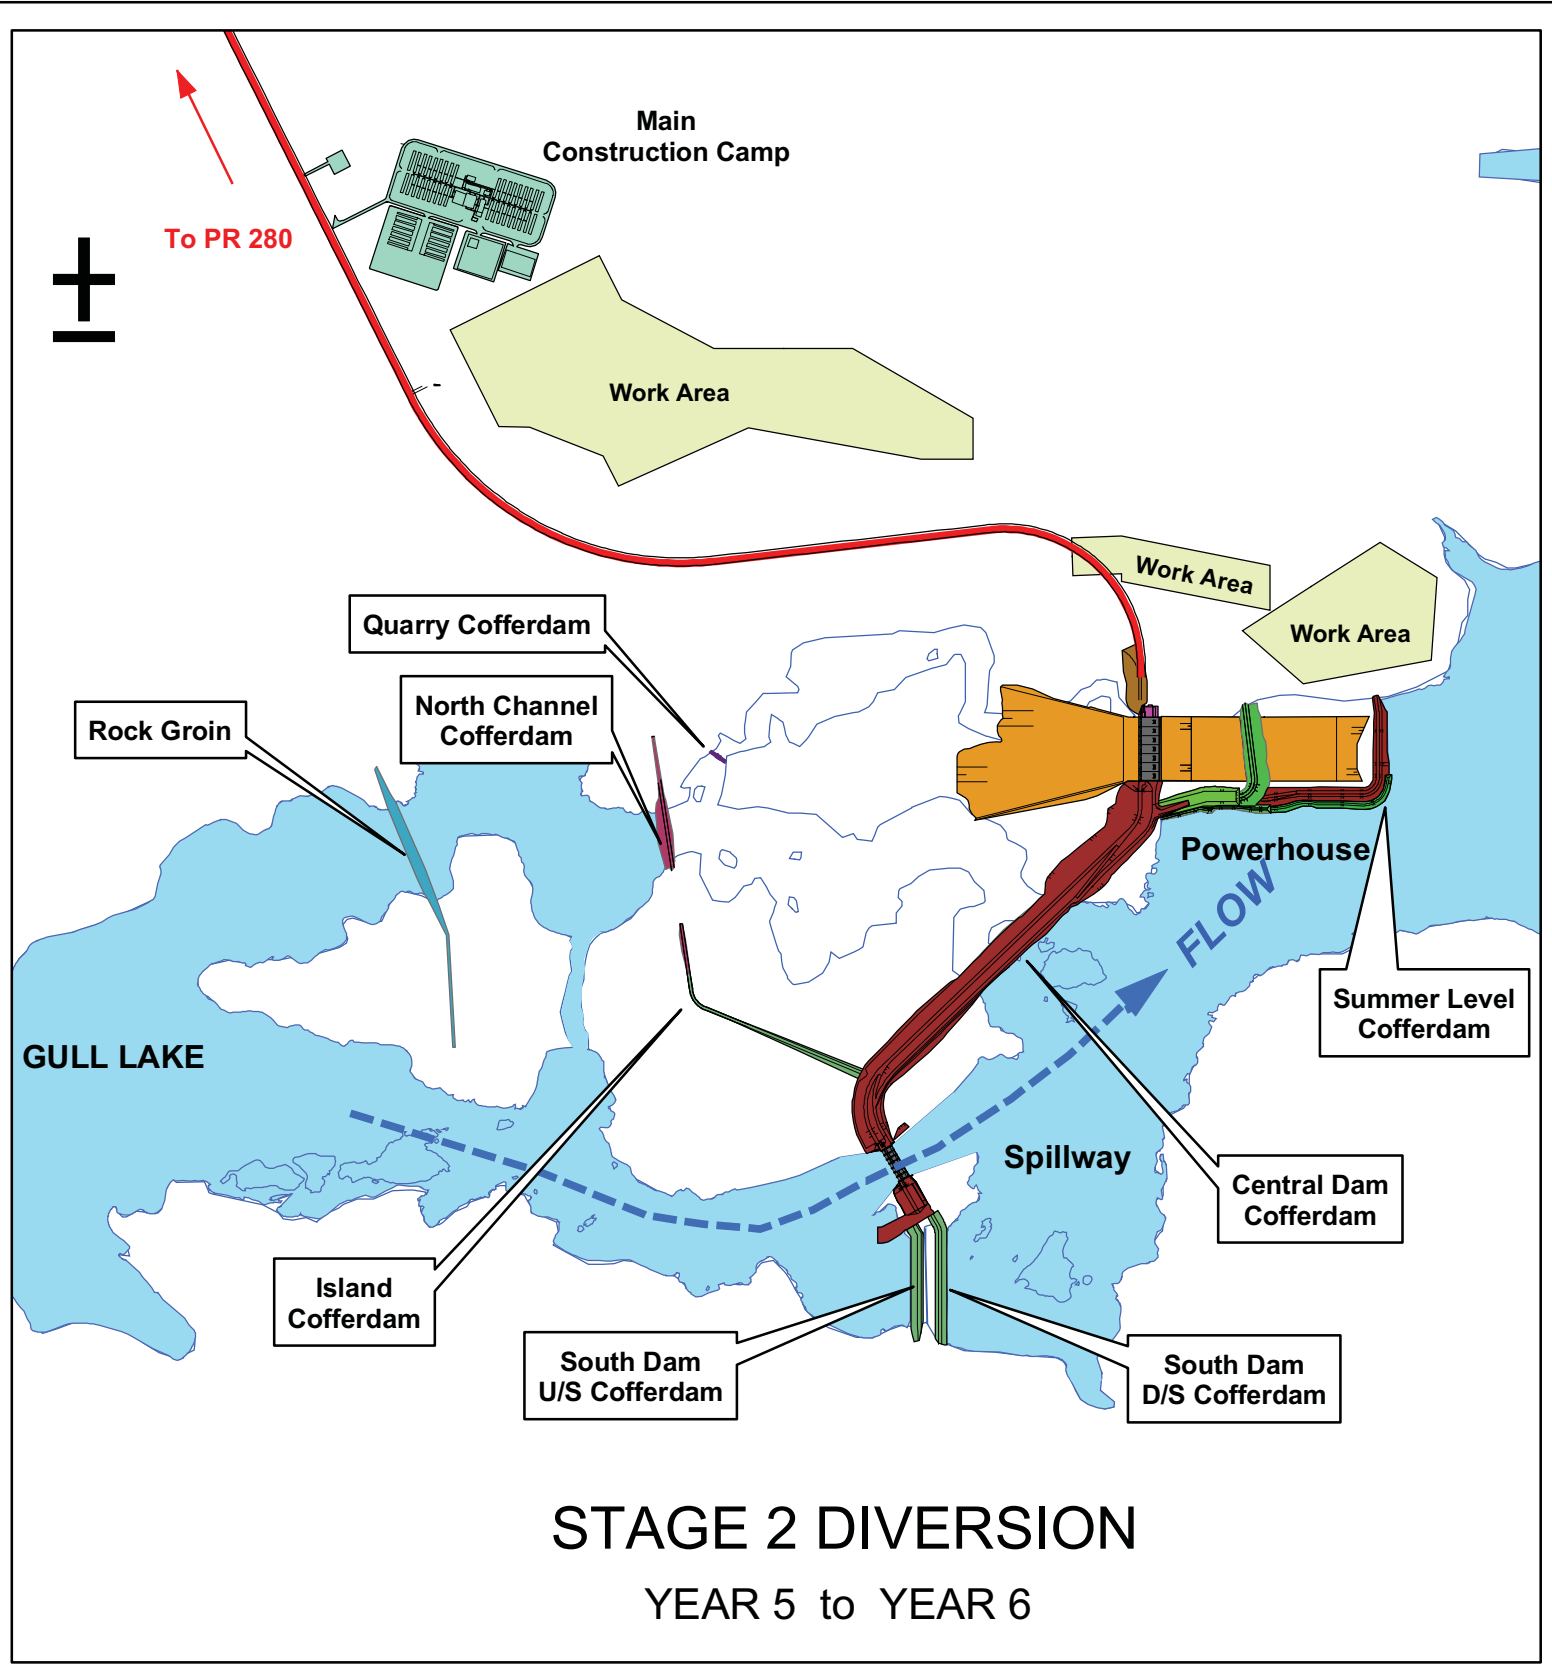 Main
Construction Camp
To PR 280
Work Area
Work Area
Work Area
Quarry Cofferdam
North Channel
Cofferdam
Rock Groin
Powerhouse
FLOW
Summer Level
Cofferdam
GULL LAKE
Spillway
Central Dam
Cofferdam
Island
Cofferdam
South Dam
U/S Cofferdam
South Dam
D/S Cofferdam
STAGE 2 DIVERSION
YEAR 5 to YEAR 6